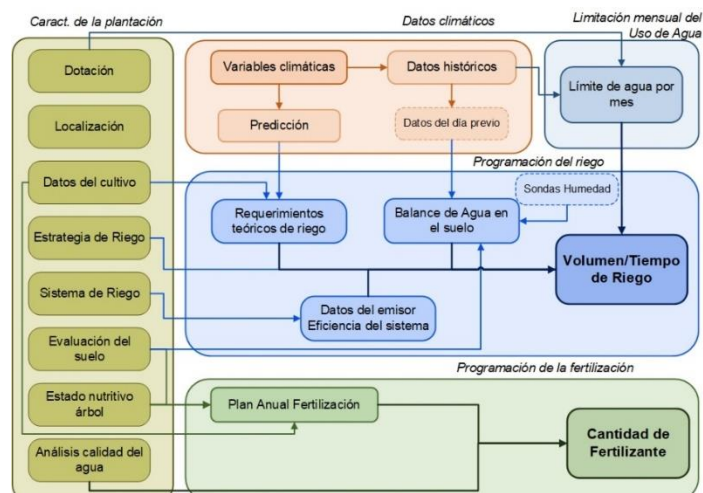 Caract. de la plantación
Datos climáticos
Limitación mensual del
Uso de Agua
Dotación
Localización
Datos del cultivo
Estrategia de Riego
Sistema de Riego
Evaluación del
suelo
Estado nutritivo
árbol
Análisis calidad del
agua
Variables climáticas
Datos históricos
Predicción
Datos del día previo
Límite de agua por
mes
Programación del riego
Sondas Humedad
Requerimientos
teóricos de riego
Balance de Agua en
el suelo
Volumen/Tiempo
de Riego
Datos del emisor
Eficiencia del sistema
Programación de la fertilización
Plan Anual Fertilización
Cantidad de
Fertilizante